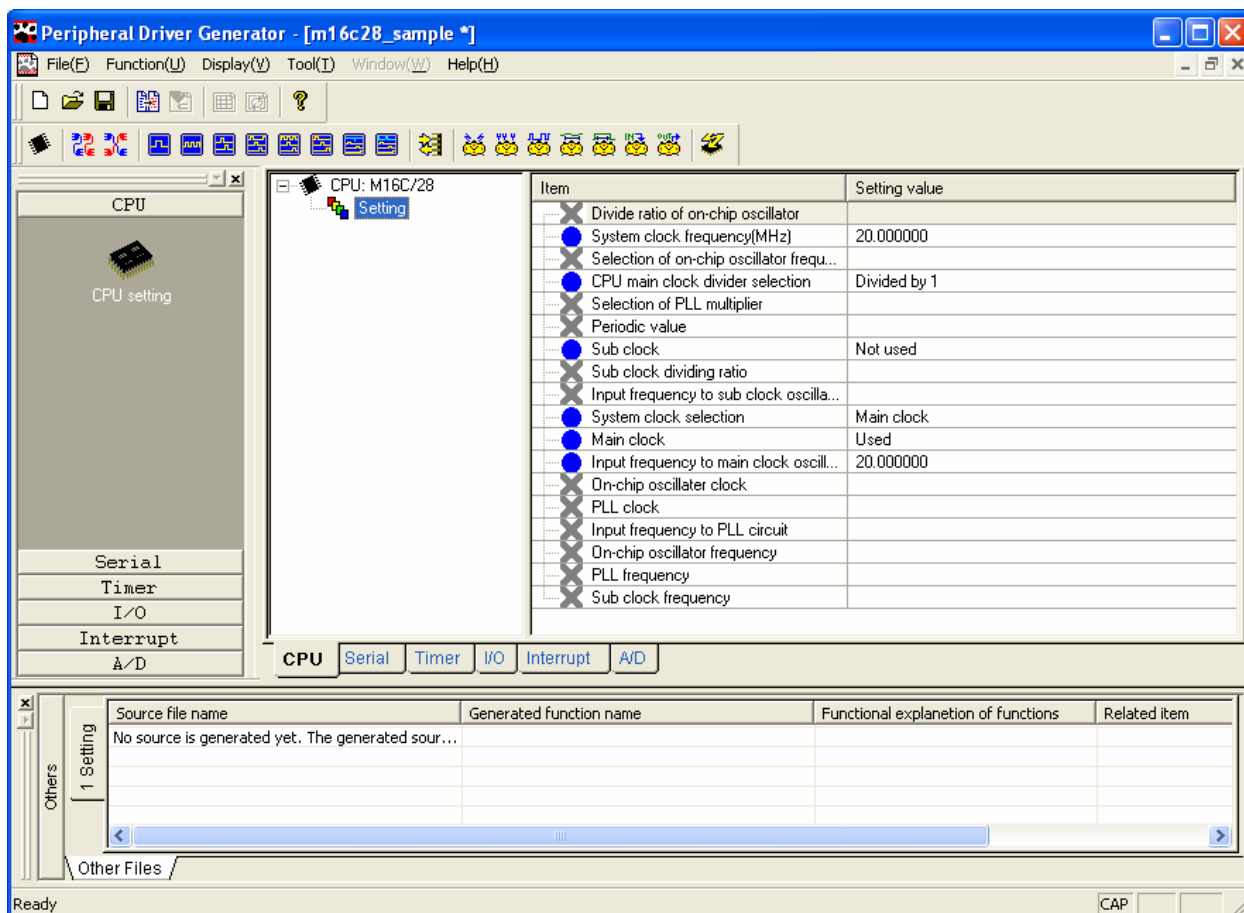 Peripheral Driver Generator - [m16c28_sample *]
File(F) Function(U) Display(V) Tool(T) Window(W) Help(H)
CPU
CPU setting
Serial
Timer
I/O
Interrupt
A/D
CPU: M16C/28
Setting
Item Setting value
Divide ratio of on-chip oscillator
System clock frequency(MHz) 20.000000
Selection of on-chip oscillator frequ...
CPU main clock divider selection Divided by 1
Selection of PLL multiplier
Periodic value
Sub clock Not used
Sub clock dividing ratio
Input frequency to sub clock oscilla...
System clock selection Main clock
Main clock Used
Input frequency to main clock oscill... 20.000000
On-chip oscillater clock
PLL clock
Input frequency to PLL circuit
On-chip oscillator frequency
PLL frequency
Sub clock frequency
CPU Serial Timer I/O Interrupt A/D
Others
1 Setting
Source file name Generated function name Functional explanetion of functions Related item
No source is generated yet. The generated sour...
Other Files
Ready CAP